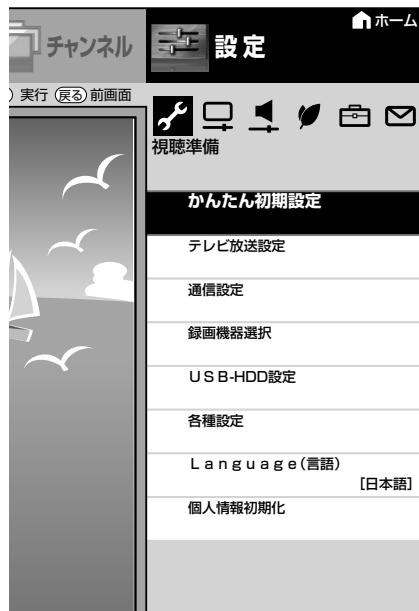 ホーム
チャンネル
設定
実行 戻る 前画面
視聴準備
かんたん初期設定
テレビ放送設定
通信設定
録画機器選択
ＵＳＢ-HDD設定
各種設定
Ｌａｎｇｕａｇｅ(言語)
[日本語]
個人情報初期化